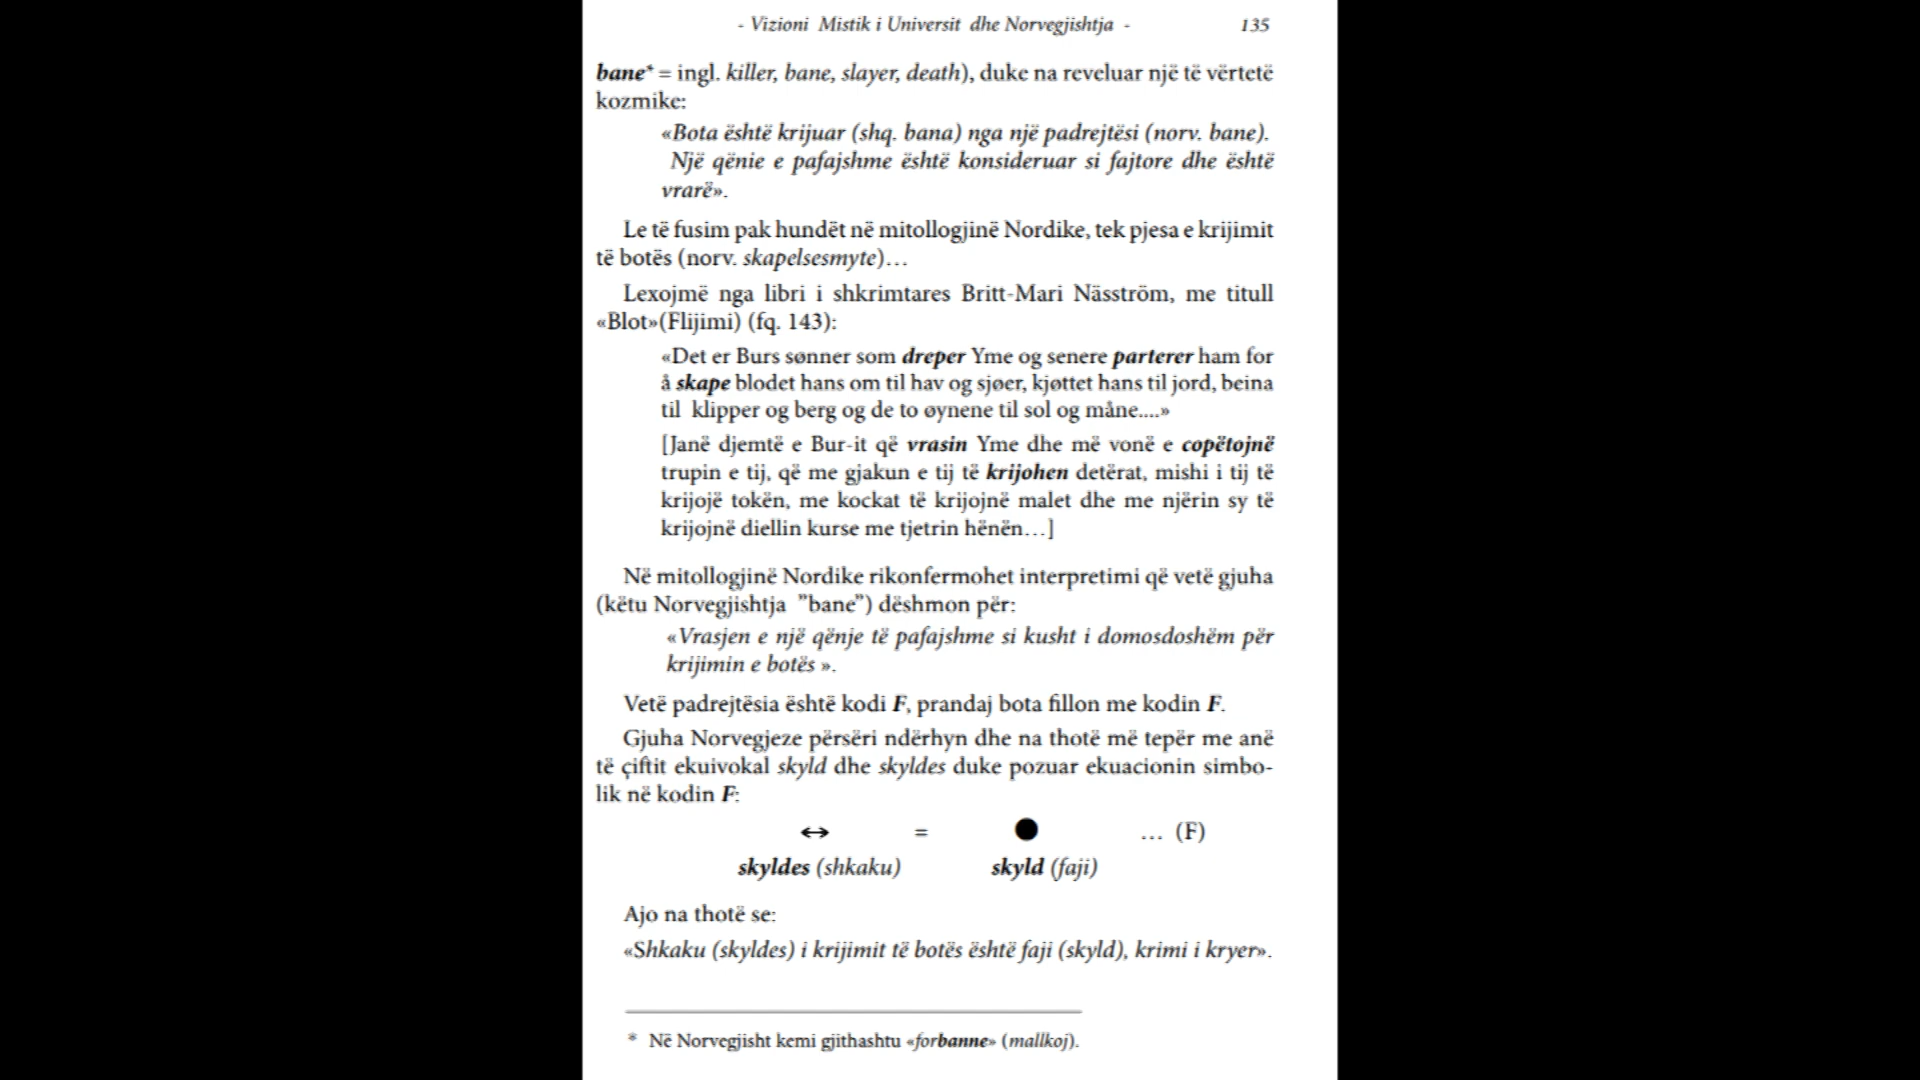 - Vizioni Mistik i Universit dhe Norvegjishtja - 135
bane* = ingl. killer, bane, slayer, death), duke na reveluar një të vërtetë
kozmike:
«Bota është krijuar (shq. bana) nga një padrejtësi (norv. bane).
Një qënie e pafajshme është konsideruar si fajtore dhe është
vrarë».
Le të fusim pak hundët në mitollogjinë Nordike, tek pjesa e krijimit
të botës (norv. skapelsesmyte)…
Lexojmë nga libri i shkrimtares Britt-Mari Näsström, me titull
«Blot»(Flijimi) (fq. 143):
«Det er Burs sønner som dreper Yme og senere parterer ham for
å skape blodet hans om til hav og sjøer, kjøttet hans til jord, beina
til klipper og berg og de to øynene til sol og måne....»
[Janë djemtë e Bur-it që vrasin Yme dhe më vonë e copëtojnë
trupin e tij, që me gjakun e tij të krijohen detërat, mishi i tij të
krijojë tokën, me kockat të krijojnë malet dhe me njërin sy të
krijojnë diellin kurse me tjetrin hënën…]
Në mitollogjinë Nordike rikonfermohet interpretimi që vetë gjuha
(këtu Norvegjishtja ”bane”) dëshmon për:
«Vrasjen e një qënje të pafajshme si kusht i domosdoshëm për
krijimin e botës ».
Vetë padrejtësia është kodi F, prandaj bota fillon me kodin F.
Gjuha Norvegjeze përsëri ndërhyn dhe na thotë më tepër me anë
të çiftit ekuivokal skyld dhe skyldes duke pozuar ekuacionin simbo-
lik në kodin F:
↔ = ● … (F)
skyldes (shkaku) skyld (faji)
Ajo na thotë se:
«Shkaku (skyldes) i krijimit të botës është faji (skyld), krimi i kryer».
* Në Norvegjisht kemi gjithashtu «forbanne» (mallkoj).